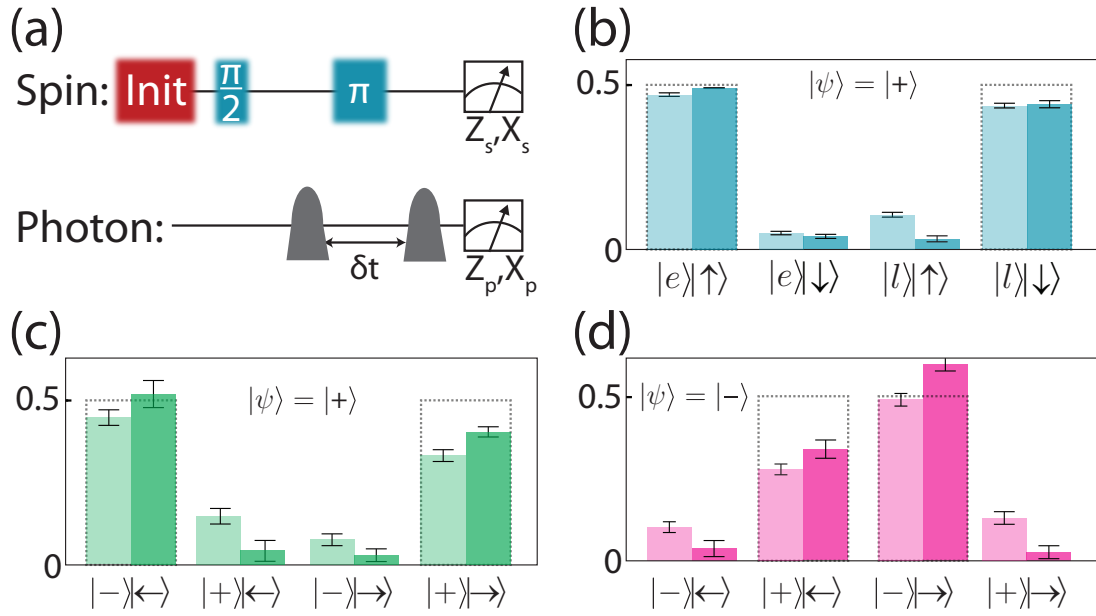 (a)
Spin: Init π/2 π
Z_s,X_s
Photon:
δt
Z_p,X_p
(b)
0.5
|ψ⟩ = |+⟩
0
|e⟩|↑⟩ |e⟩|↓⟩ |l⟩|↑⟩ |l⟩|↓⟩
(c)
0.5
|ψ⟩ = |+⟩
0
|−⟩|←⟩ |+⟩|←⟩ |−⟩|→⟩ |+⟩|→⟩
(d)
0.5
|ψ⟩ = |−⟩
0
|−⟩|←⟩ |+⟩|←⟩ |−⟩|→⟩ |+⟩|→⟩